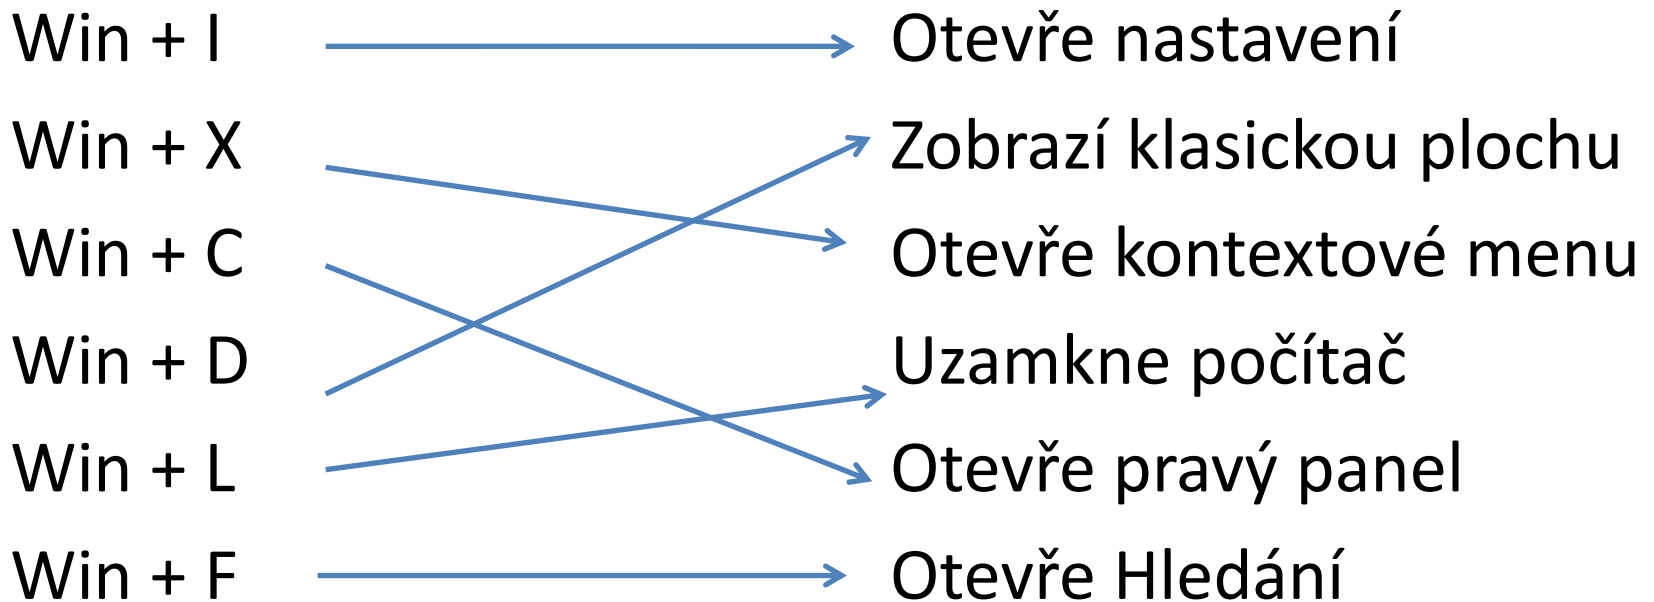 Win + I Otevře nastavení
Win + X Zobrazí klasickou plochu
Win + C Otevře kontextové menu
Win + D Uzamkne počítač
Win + L Otevře pravý panel
Win + F Otevře Hledání